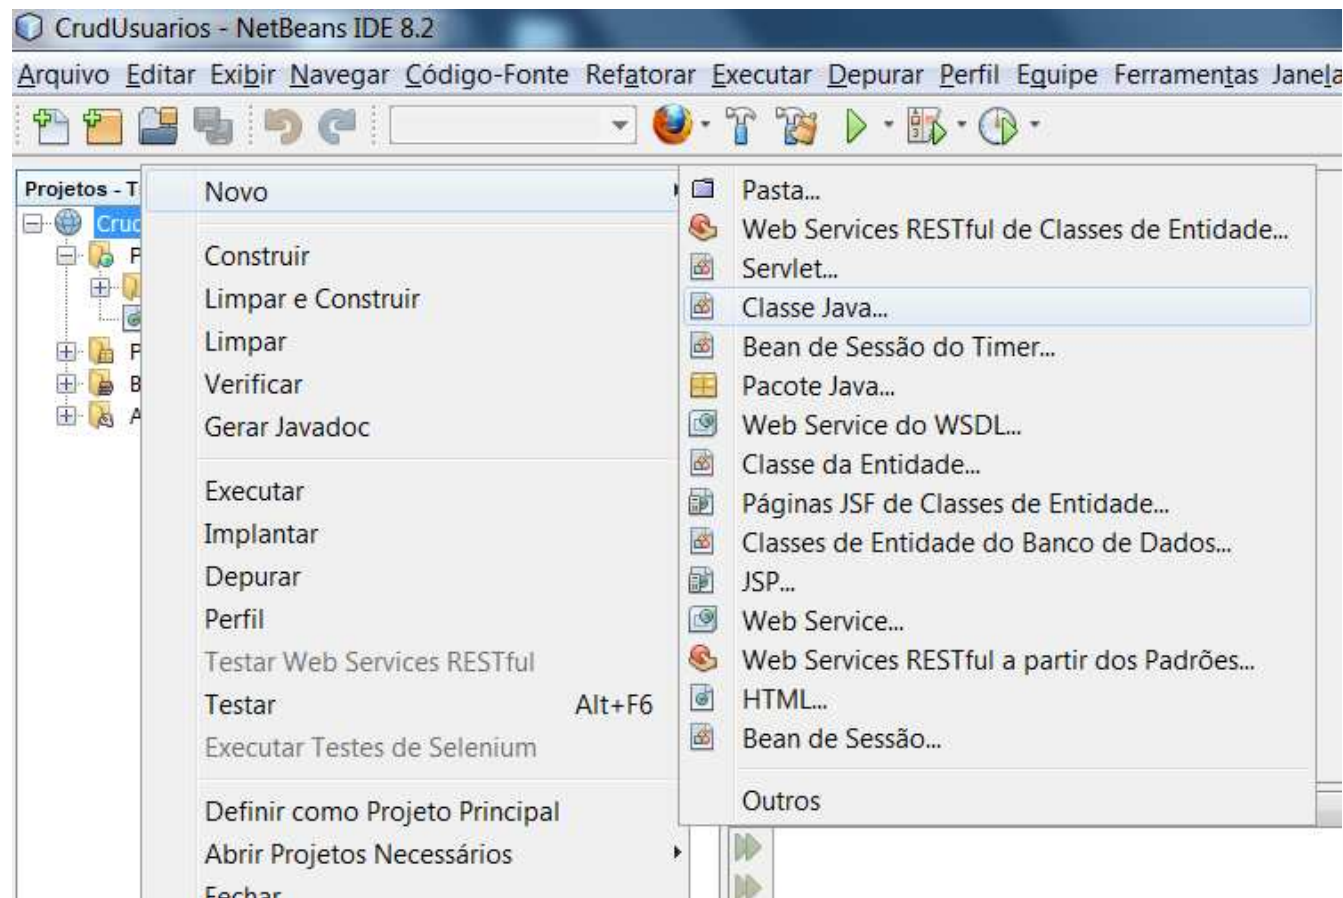 CrudUsuarios - NetBeans IDE 8.2
Arquivo Editar Exibir Navegar Código-Fonte Refatorar Executar Depurar Perfil Equipe Ferramentas Janela
Projetos - T
Crud
P
P
B
A
Novo
Construir
Limpar e Construir
Limpar
Verificar
Gerar Javadoc
Executar
Implantar
Depurar
Perfil
Testar Web Services RESTful
Testar Alt+F6
Executar Testes de Selenium
Definir como Projeto Principal
Abrir Projetos Necessários
Fechar
Pasta...
Web Services RESTful de Classes de Entidade...
Servlet...
Classe Java...
Bean de Sessão do Timer...
Pacote Java...
Web Service do WSDL...
Classe da Entidade...
Páginas JSF de Classes de Entidade...
Classes de Entidade do Banco de Dados...
JSP...
Web Service...
Web Services RESTful a partir dos Padrões...
HTML...
Bean de Sessão...
Outros